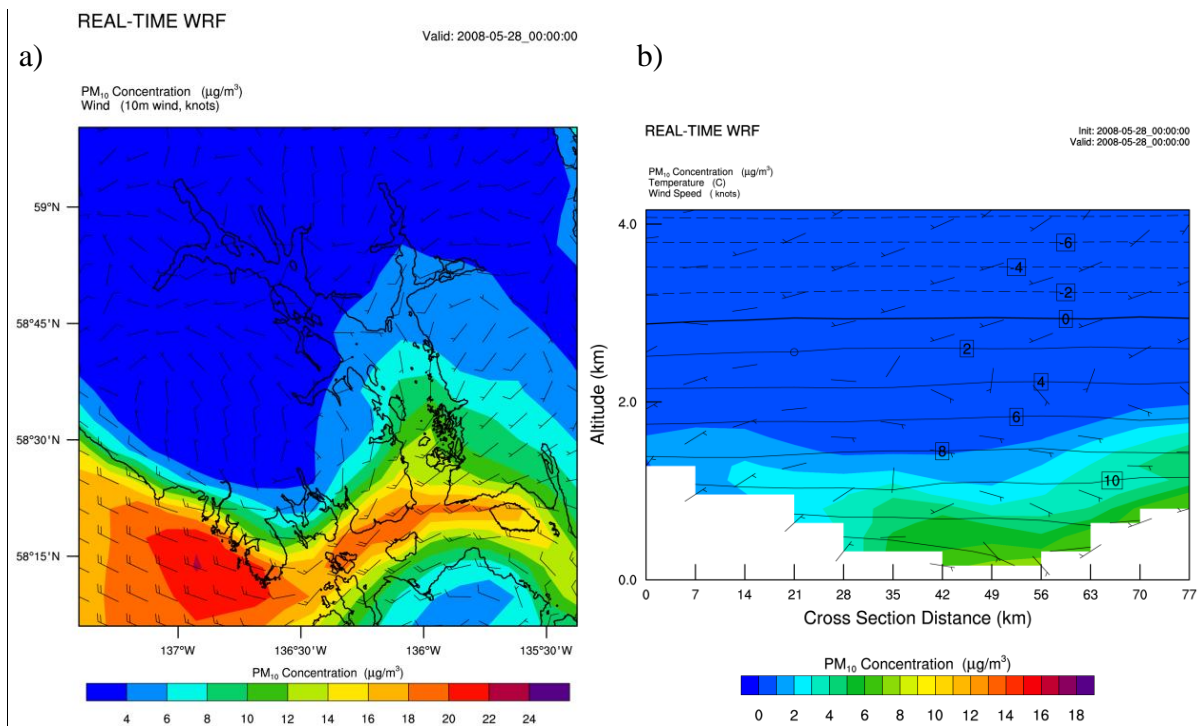 REAL-TIME WRF
Valid: 2008-05-28_00:00:00
a)
PM10 Concentration (μg/m3)
Wind (10m wind, knots)
59°N
58°45'N
58°30'N
58°15'N
137°W
136°30'W
136°W
135°30'W
PM10 Concentration (μg/m3)
4 6 8 10 12 14 16 18 20 22 24
b)
REAL-TIME WRF
Init: 2008-05-28_00:00:00
Valid: 2008-05-28_00:00:00
PM10 Concentration (μg/m3)
Temperature (C)
Wind Speed ( knots)
4.0
2.0
0.0
Altitude (km)
-6
-4
-2
0
2
4
6
8
10
0 7 14 21 28 35 42 49 56 63 70 77
Cross Section Distance (km)
PM10 Concentration (μg/m3)
0 2 4 6 8 10 12 14 16 18